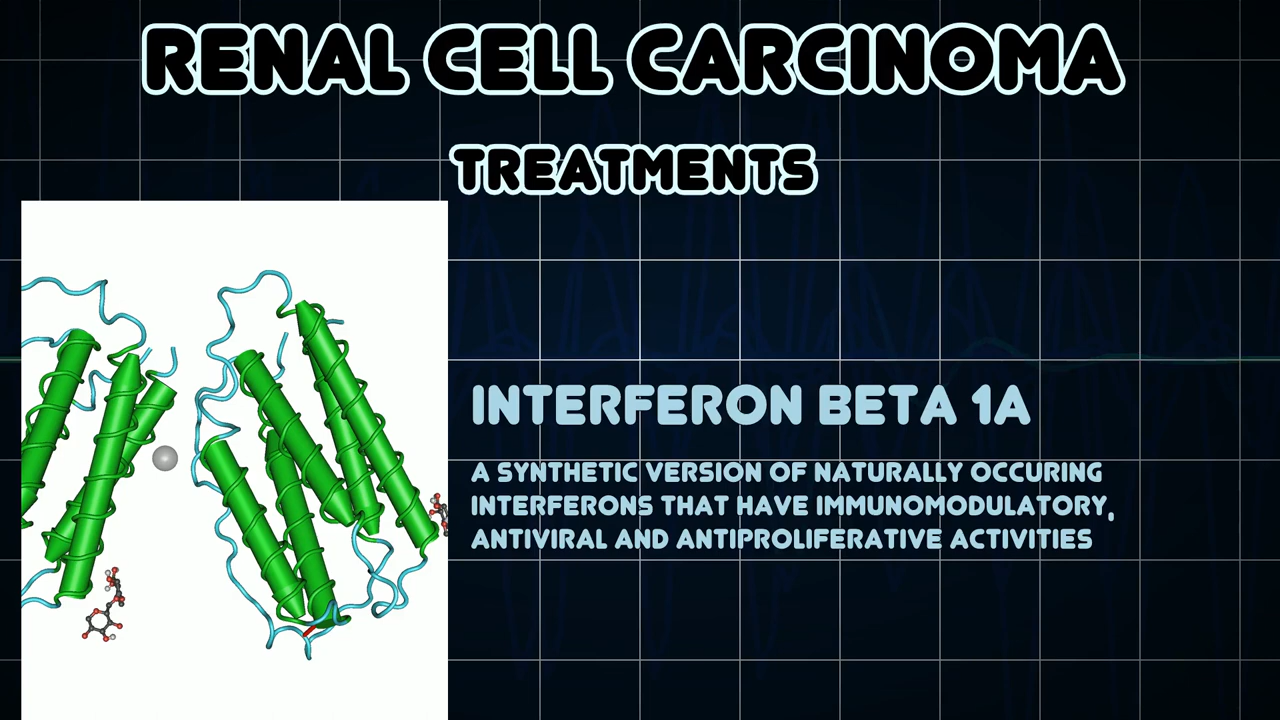 RENAL CELL CARCINOMA
TREATMENTS
INTERFERON BETA 1A
A SYNTHETIC VERSION OF NATURALLY OCCURING
INTERFERONS THAT HAVE IMMUNOMODULATORY,
ANTIVIRAL AND ANTIPROLIFERATIVE ACTIVITIES